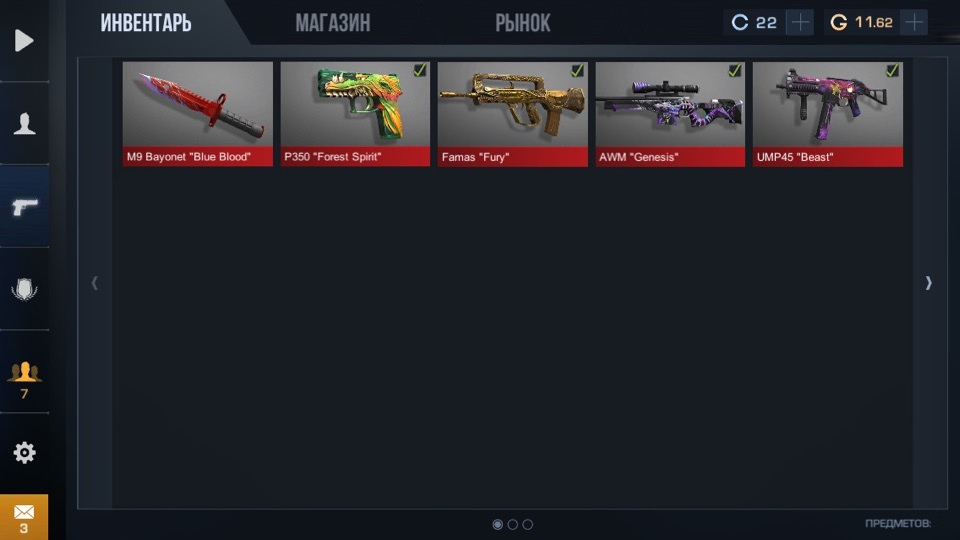 ИНВЕНТАРЬ
МАГАЗИН
РЫНОК
22
11.62
M9 Bayonet "Blue Blood"
P350 "Forest Spirit"
Famas "Fury"
AWM "Genesis"
UMP45 "Beast"
7
3
ПРЕДМЕТОВ: